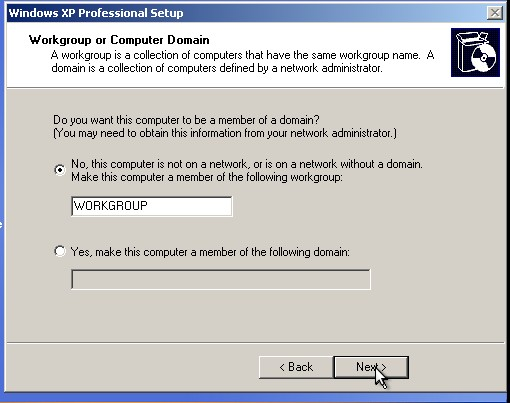 Windows XP Professional Setup
Workgroup or Computer Domain
A workgroup is a collection of computers that have the same workgroup name. A
domain is a collection of computers defined by a network administrator.
Do you want this computer to be a member of a domain?
(You may need to obtain this information from your network administrator.)
No, this computer is not on a network, or is on a network without a domain.
Make this computer a member of the following workgroup:
WORKGROUP
Yes, make this computer a member of the following domain:
< Back
Next >